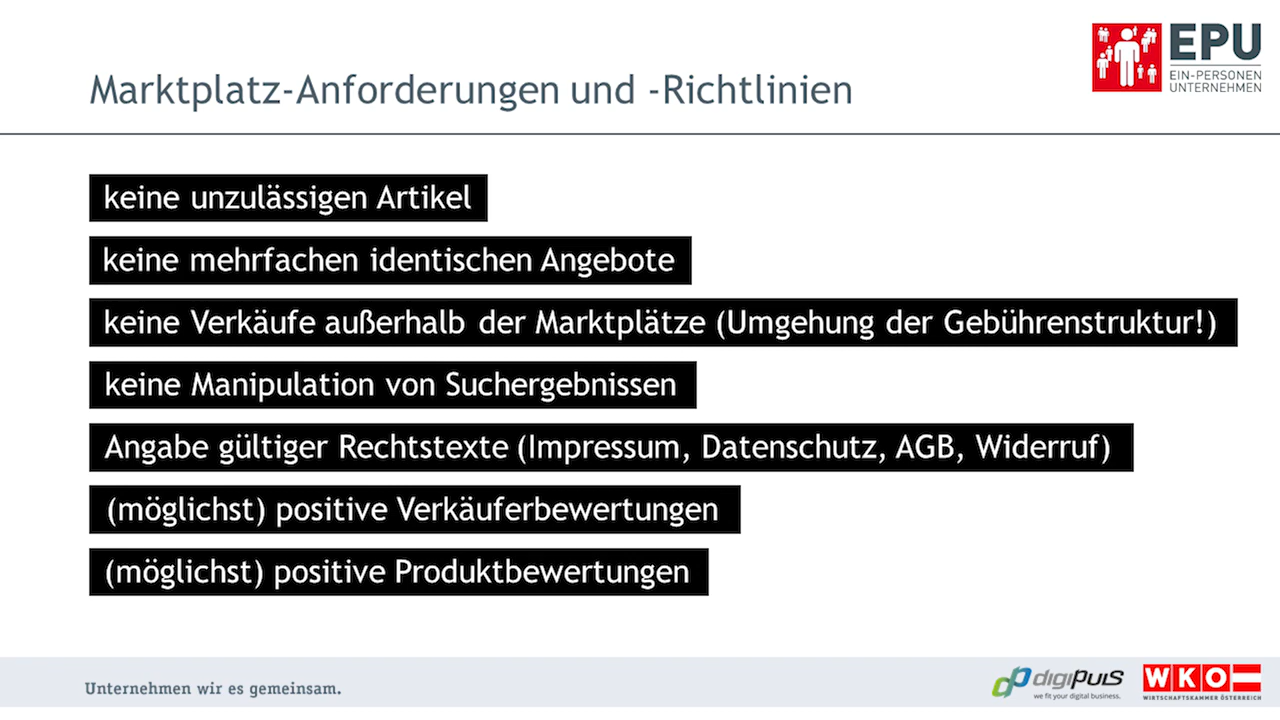 EPU
EIN-PERSONEN
UNTERNEHMEN
Marktplatz-Anforderungen und -Richtlinien
keine unzulässigen Artikel
keine mehrfachen identischen Angebote
keine Verkäufe außerhalb der Marktplätze (Umgehung der Gebührenstruktur!)
keine Manipulation von Suchergebnissen
Angabe gültiger Rechtstexte (Impressum, Datenschutz, AGB, Widerruf)
(möglichst) positive Verkäuferbewertungen
(möglichst) positive Produktbewertungen
Unternehmen wir es gemeinsam.
digiPulS
we fit your digital business.
WKO
WIRTSCHAFTSKAMMER ÖSTERREICH